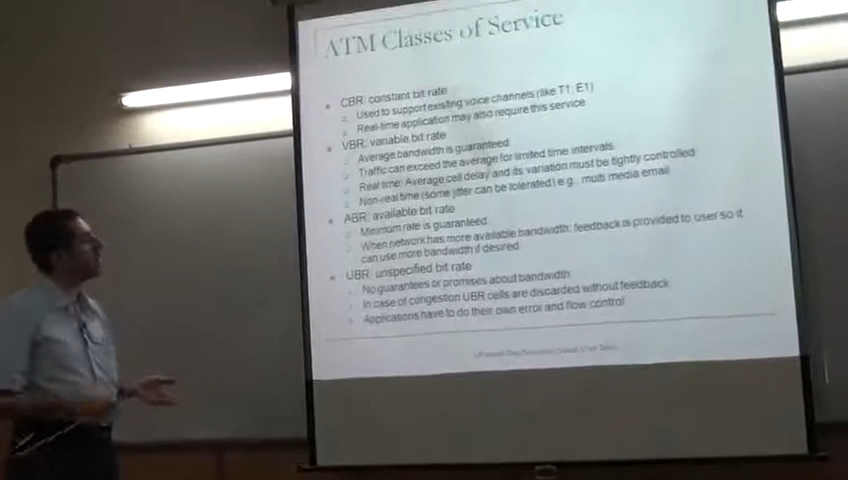 ATM Classes of Service
CBR: constant bit rate
Used to support existing voice channels (like T1, E1)
Real-time application may also require this service
VBR: variable bit rate
Average bandwidth is guaranteed
Traffic can exceed the average for limited time intervals.
Real time: Average cell delay and its variation must be tightly controlled
Non-real time (some jitter can be tolerated) e.g., multi media email
ABR: available bit rate
Minimum rate is guaranteed
When network has more available bandwidth, feedback is provided to user so it
can use more bandwidth if desired
UBR: unspecified bit rate
No guarantees or promises about bandwidth
In case of congestion UBR cells are discarded without feedback
Applications have to do their own error and flow control